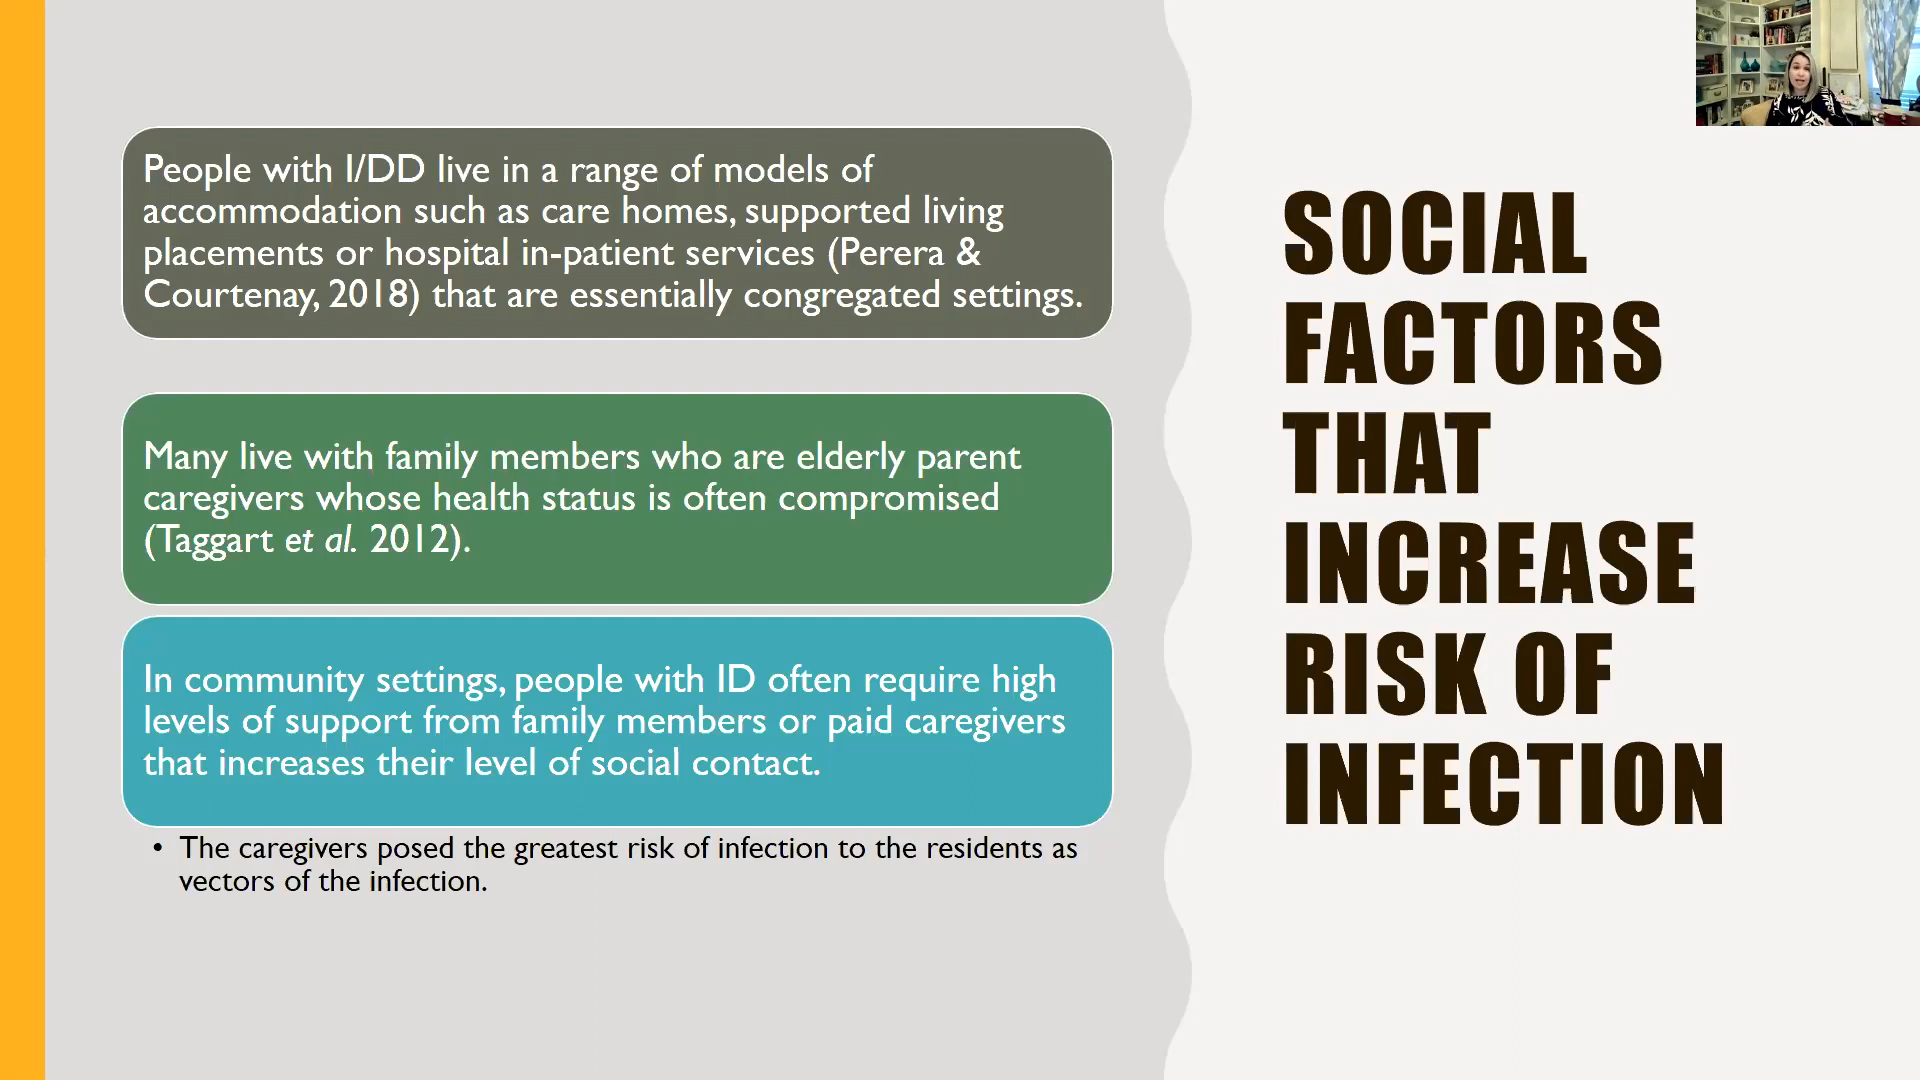 People with I/DD live in a range of models of
accommodation such as care homes, supported living
placements or hospital in-patient services (Perera &
Courtenay, 2018) that are essentially congregated settings.
Many live with family members who are elderly parent
caregivers whose health status is often compromised
(Taggart et al. 2012).
In community settings, people with ID often require high
levels of support from family members or paid caregivers
that increases their level of social contact.
• The caregivers posed the greatest risk of infection to the residents as
vectors of the infection.
SOCIAL
FACTORS
THAT
INCREASE
RISK OF
INFECTION